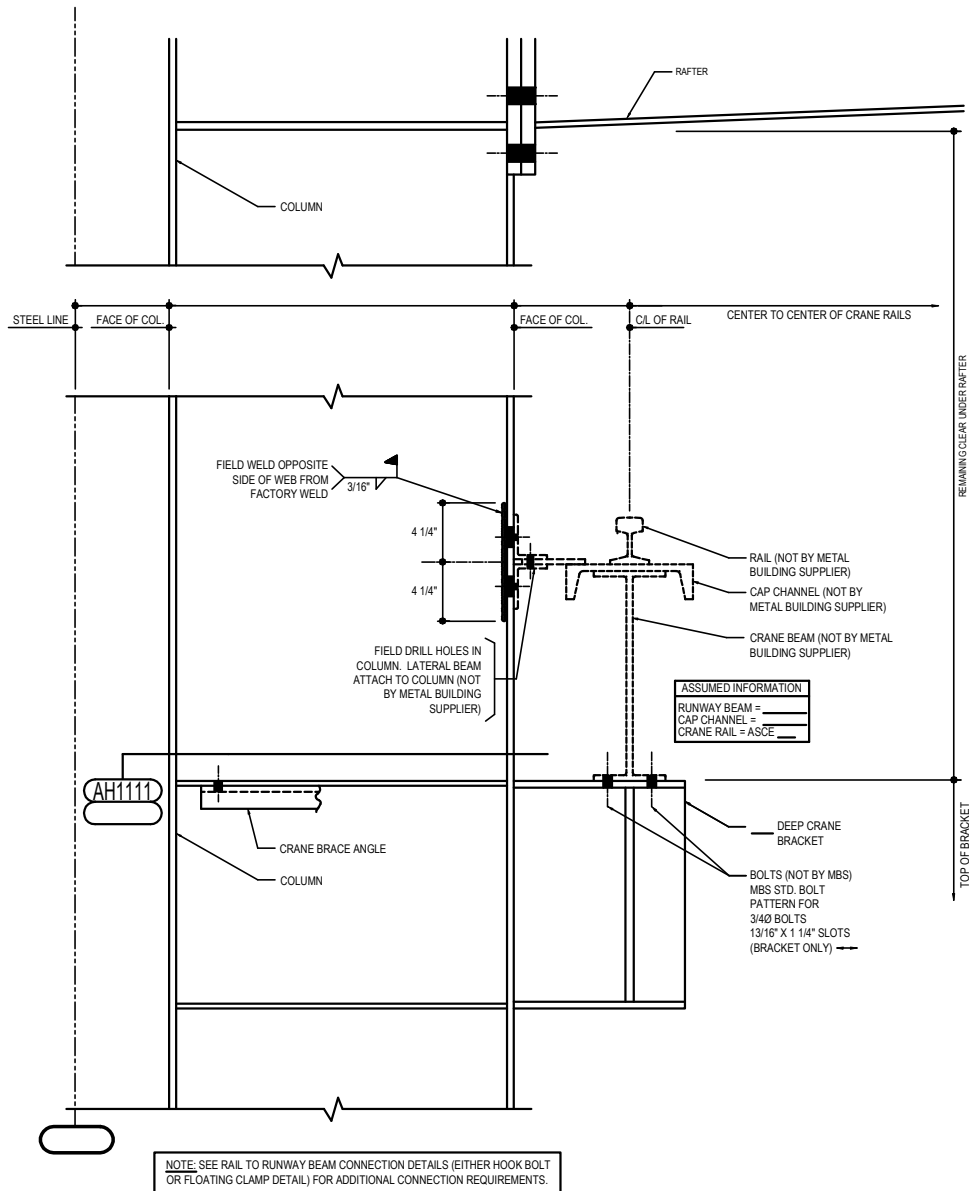 RAFTER
COLUMN
STEEL LINE
FACE OF COL.
FACE OF COL.
C/L OF RAIL
CENTER TO CENTER OF CRANE RAILS
REMAINING CLEAR UNDER RAFTER
FIELD WELD OPPOSITE
SIDE OF WEB FROM
FACTORY WELD
3/16"
4 1/4"
4 1/4"
RAIL (NOT BY METAL
BUILDING SUPPLIER)
CAP CHANNEL (NOT BY
METAL BUILDING SUPPLIER)
CRANE BEAM (NOT BY METAL
BUILDING SUPPLIER)
FIELD DRILL HOLES IN
COLUMN. LATERAL BEAM
ATTACH TO COLUMN (NOT
BY METAL BUILDING
SUPPLIER)
ASSUMED INFORMATION
RUNWAY BEAM =
CAP CHANNEL =
CRANE RAIL = ASCE
AH1111
CRANE BRACE ANGLE
COLUMN
DEEP CRANE
BRACKET
TOP OF BRACKET
BOLTS (NOT BY MBS)
MBS STD. BOLT
PATTERN FOR
3/4Ø BOLTS
13/16" X 1 1/4" SLOTS
(BRACKET ONLY)
NOTE: SEE RAIL TO RUNWAY BEAM CONNECTION DETAILS (EITHER HOOK BOLT
OR FLOATING CLAMP DETAIL) FOR ADDITIONAL CONNECTION REQUIREMENTS.